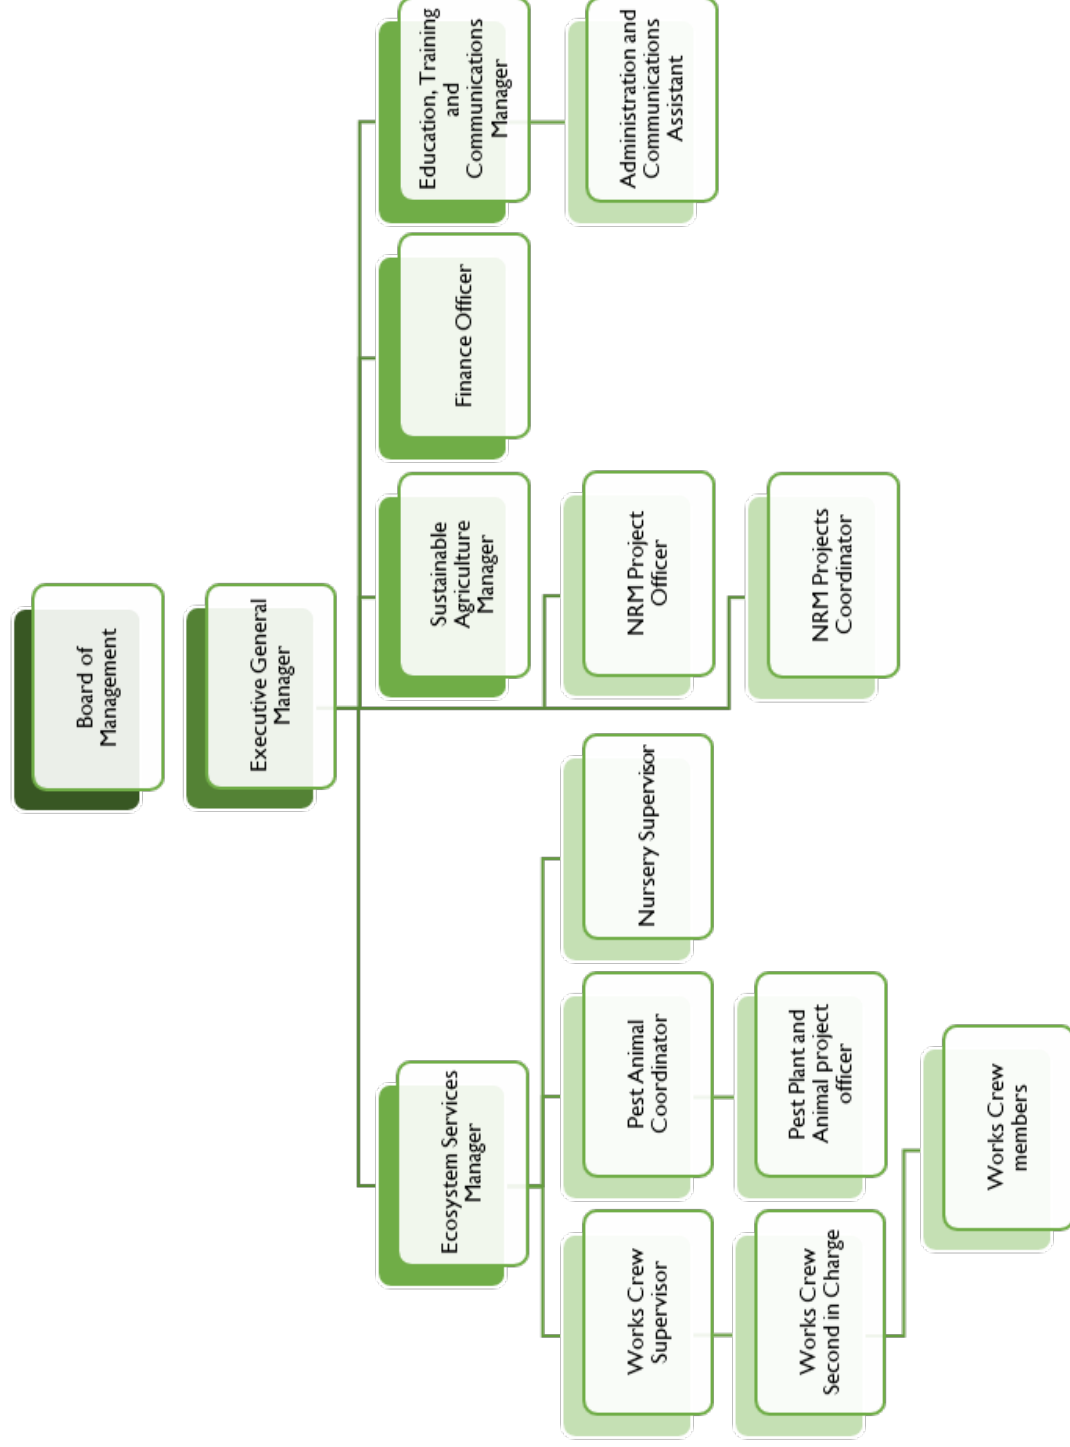 Board of
Management
Executive General
Manager
Ecosystem Services
Manager
Sustainable
Agriculture
Manager
Finance Officer
Education, Training
and
Communications
Manager
Works Crew
Supervisor
Pest Animal
Coordinator
Nursery Supervisor
NRM Project
Officer
Administration and
Communications
Assistant
Works Crew
Second in Charge
Pest Plant and
Animal project
officer
NRM Projects
Coordinator
Works Crew
members